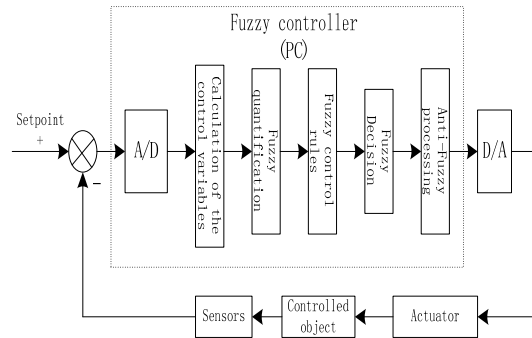 Fuzzy controller
(PC)
Setpoint
+
−
A/D
Calculation of the
control variables
Fuzzy
quantification
Fuzzy control
rules
Fuzzy
Decision
Anti-Fuzzy
processing
D/A
Sensors
Controlled
object
Actuator